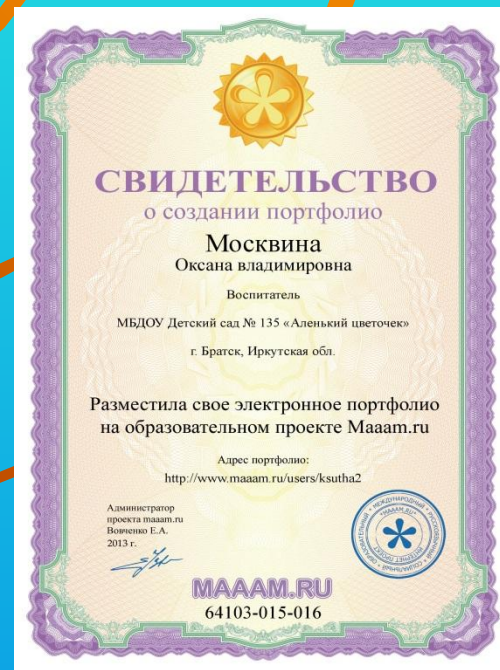 СВИДЕТЕЛЬСТВО
о создании портфолио
Москвина
Оксана владимировна
Воспитатель
МБДОУ Детский сад № 135 «Аленький цветочек»
г. Братск, Иркутская обл.
Разместила свое электронное портфолио
на образовательном проекте Maaam.ru
Адрес портфолио:
http://www.maaam.ru/users/ksutha2
Администратор
проекта maaam.ru
Вовченко Е.А.
2013 г.
MAAAM.RU
64103-015-016